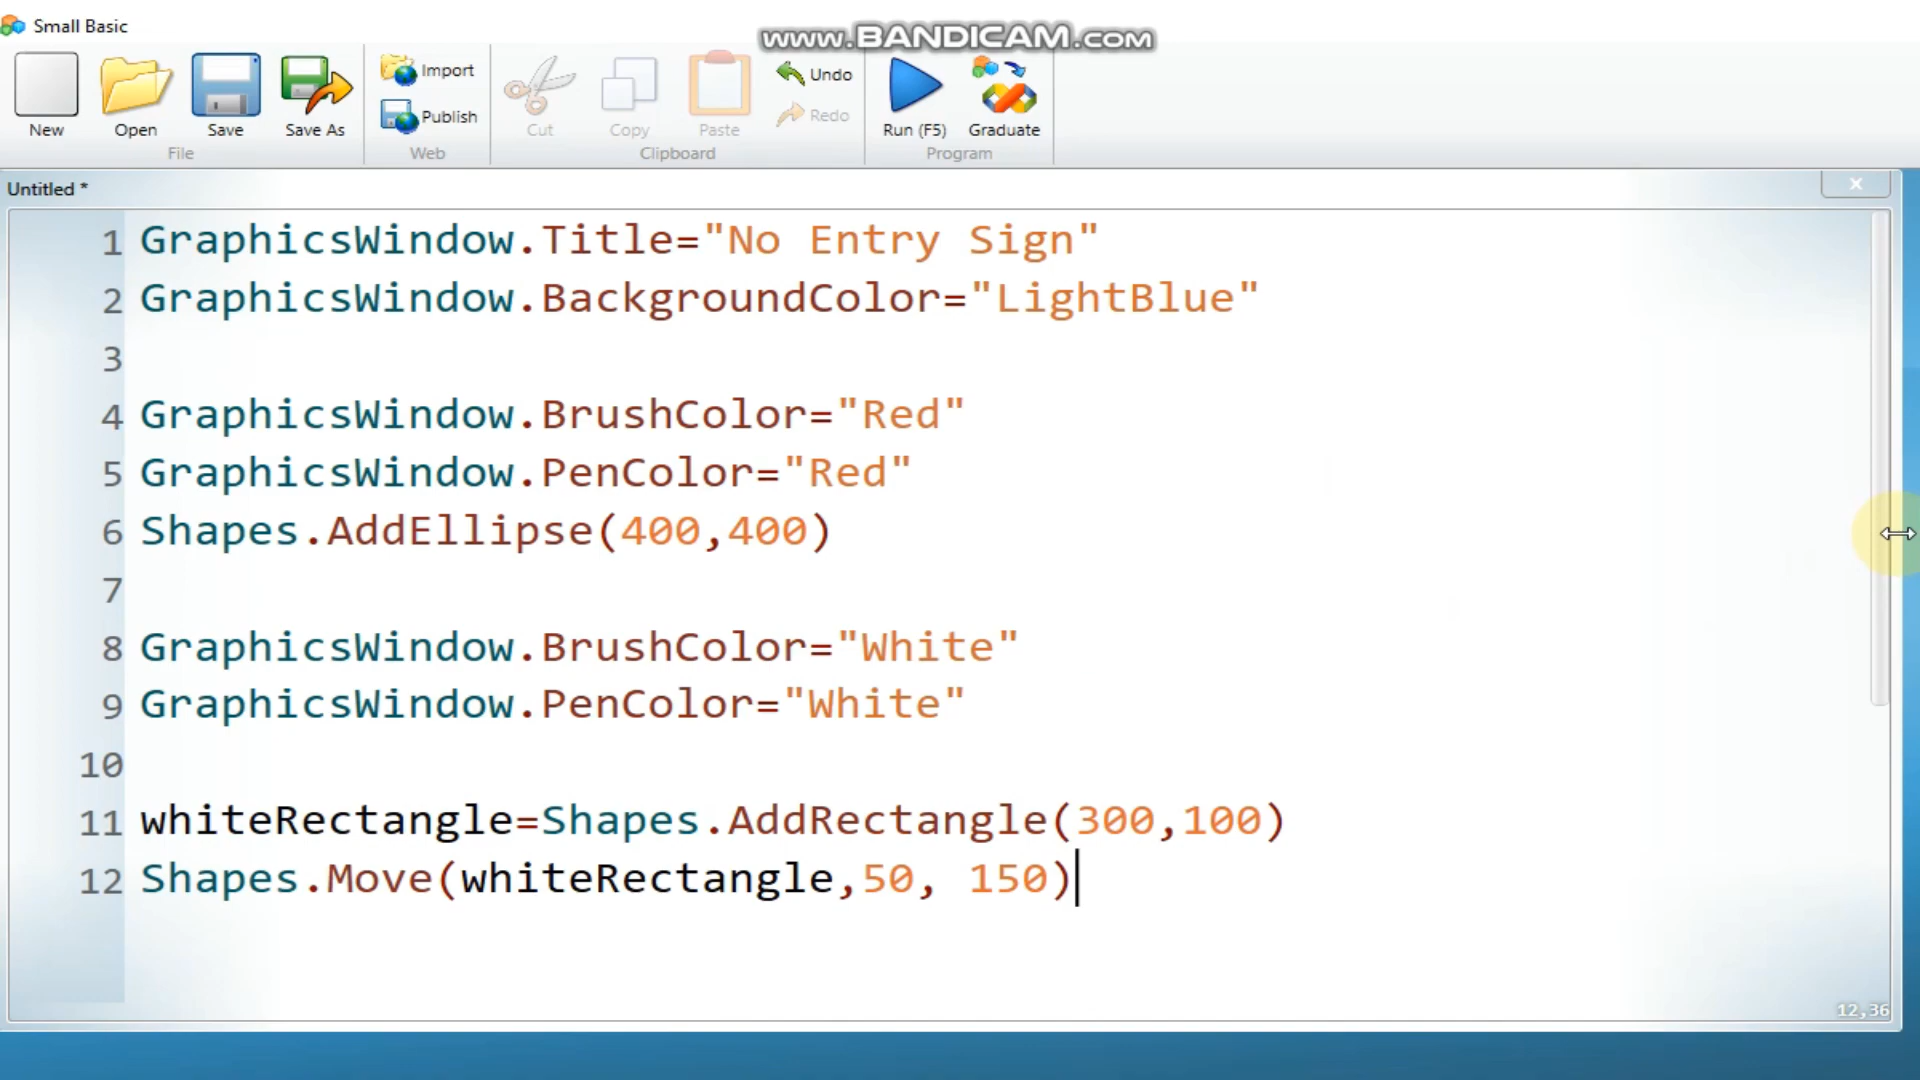 Small Basic
www.BANDICAM.com
New
Open
Save
Save As
Import
Publish
Cut
Copy
Paste
Undo
Redo
Run (F5)
Graduate
File
Web
Clipboard
Program
Untitled *
1 GraphicsWindow.Title="No Entry Sign"
2 GraphicsWindow.BackgroundColor="LightBlue"
3
4 GraphicsWindow.BrushColor="Red"
5 GraphicsWindow.PenColor="Red"
6 Shapes.AddEllipse(400,400)
7
8 GraphicsWindow.BrushColor="White"
9 GraphicsWindow.PenColor="White"
10
11 whiteRectangle=Shapes.AddRectangle(300,100)
12 Shapes.Move(whiteRectangle,50, 150)
12,36